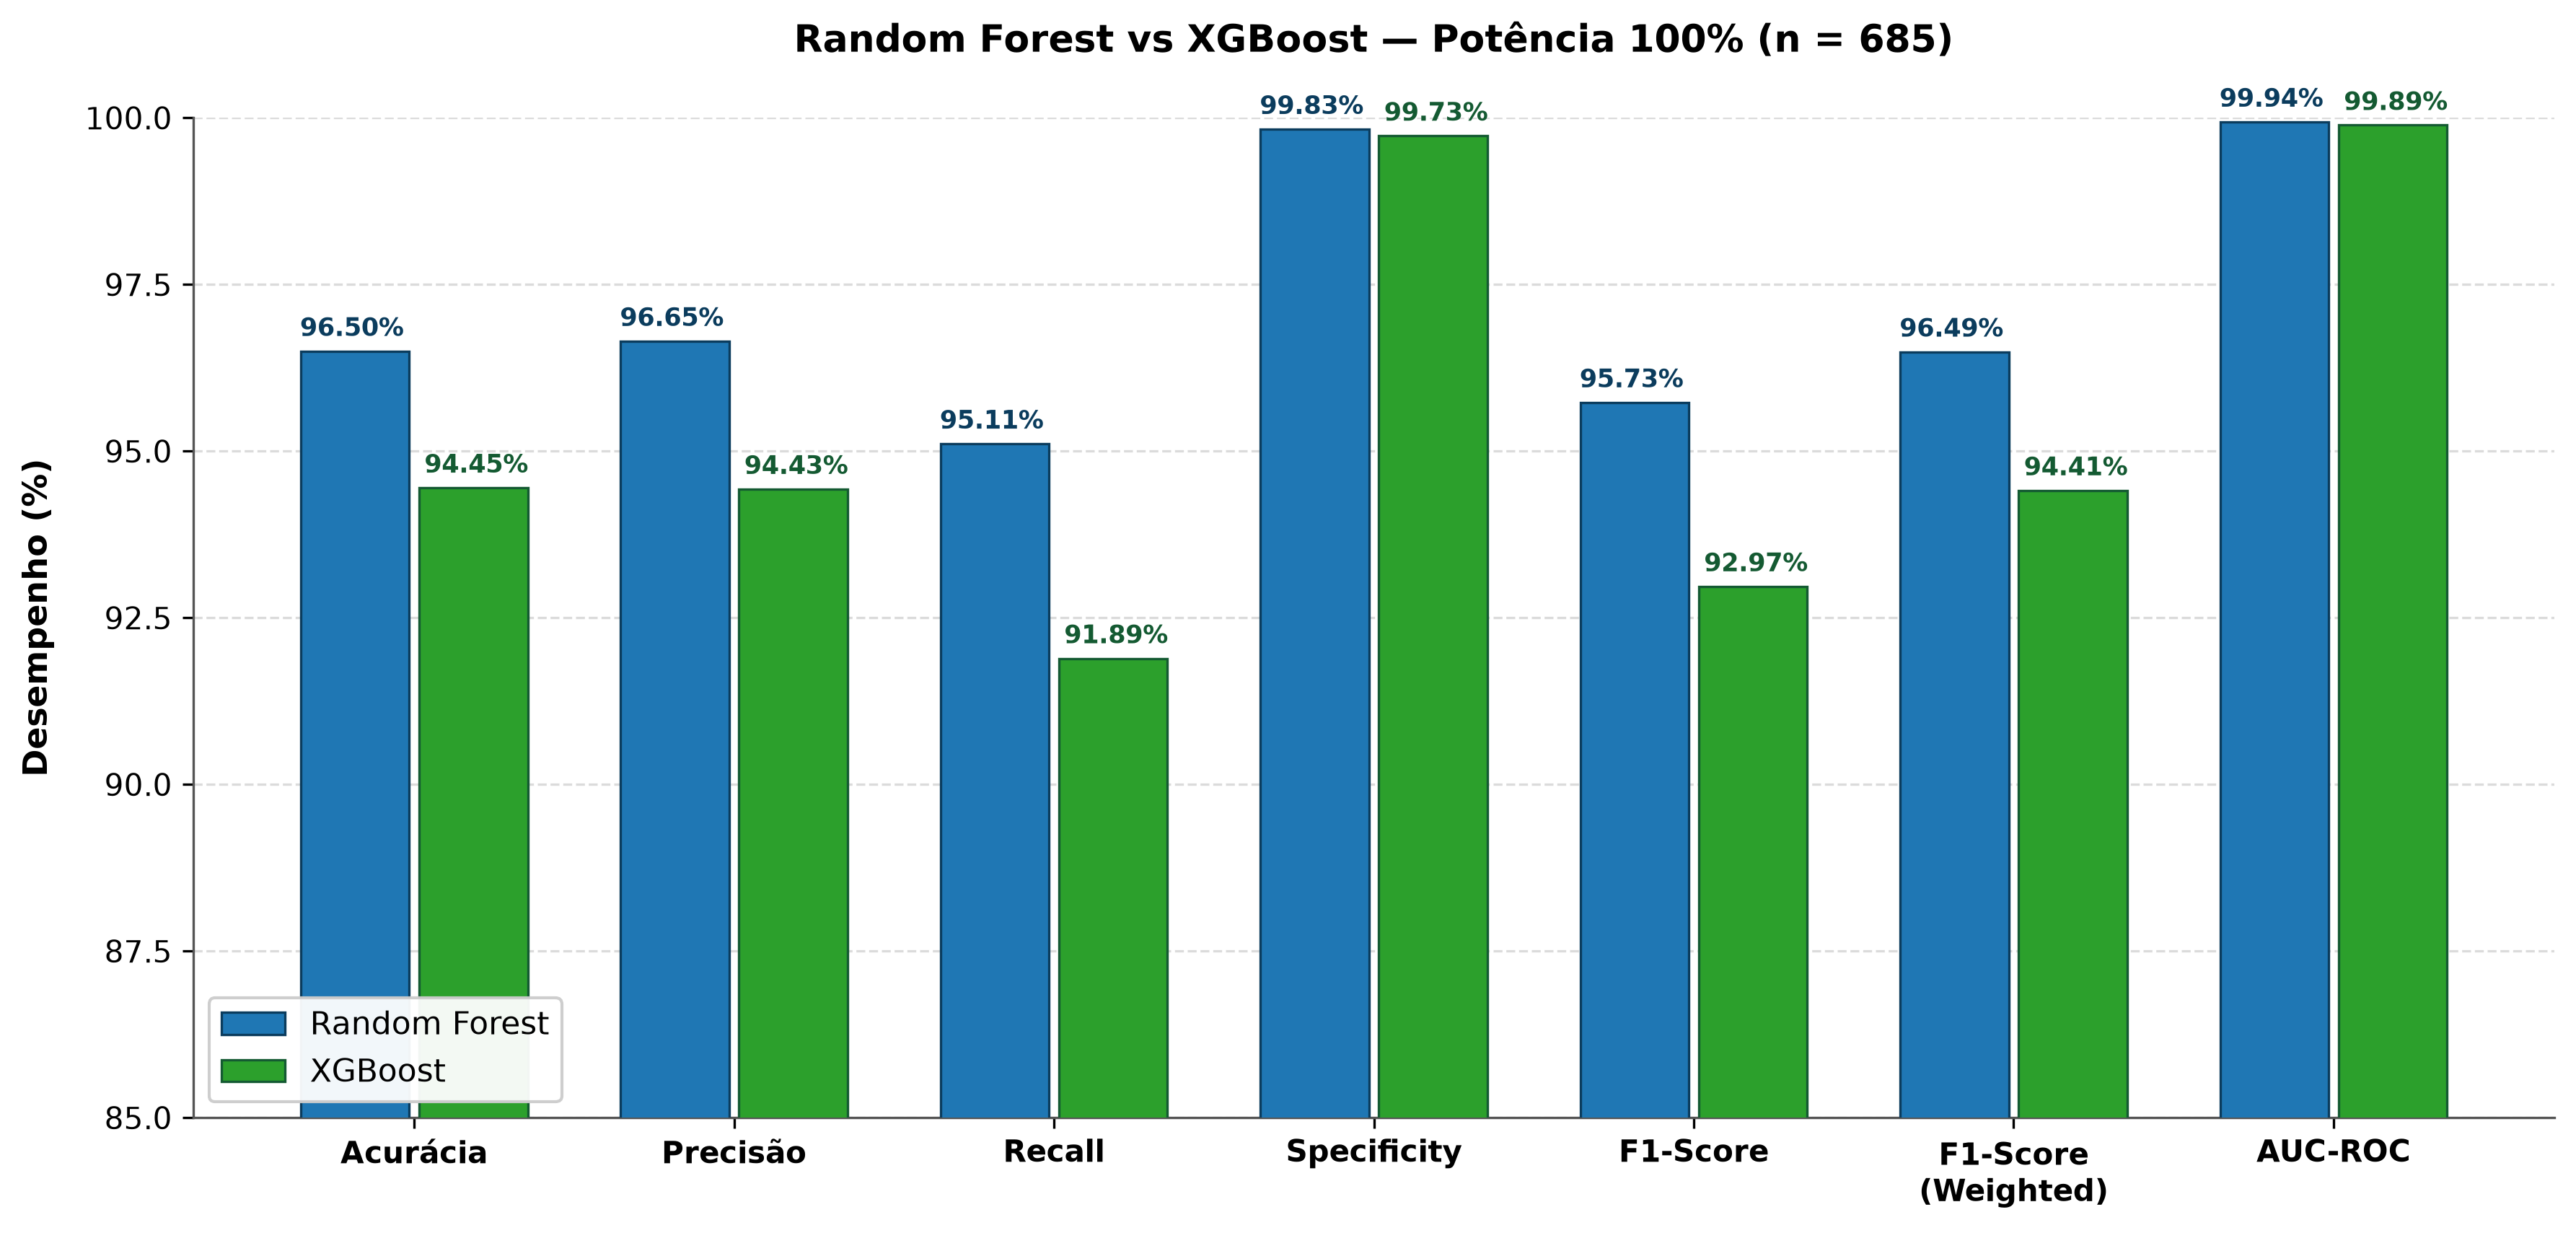 Random Forest vs XGBoost — Potência 100% (n = 685)
Desempenho (%)
100.0
97.5
95.0
92.5
90.0
87.5
85.0
96.50%
94.45%
96.65%
94.43%
95.11%
91.89%
99.83%
99.73%
95.73%
92.97%
96.49%
94.41%
99.94%
99.89%
Random Forest
XGBoost
Acurácia
Precisão
Recall
Specificity
F1-Score
F1-Score
(Weighted)
AUC-ROC